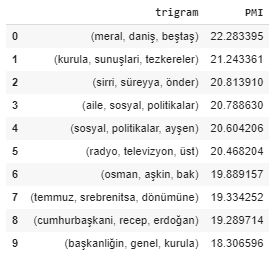 trigram PMI
0 (meral, daniş, beştaş) 22.283395
1 (kurula, sunuşlari, tezkereler) 21.243361
2 (sirri, süreyya, önder) 20.813910
3 (aile, sosyal, politikalar) 20.788630
4 (sosyal, politikalar, ayşen) 20.604206
5 (radyo, televizyon, üst) 20.468204
6 (osman, aşkin, bak) 19.889157
7 (temmuz, srebrenitsa, dönümüne) 19.334252
8 (cumhurbaşkani, recep, erdoğan) 19.289714
9 (başkanliğin, genel, kurula) 18.306596